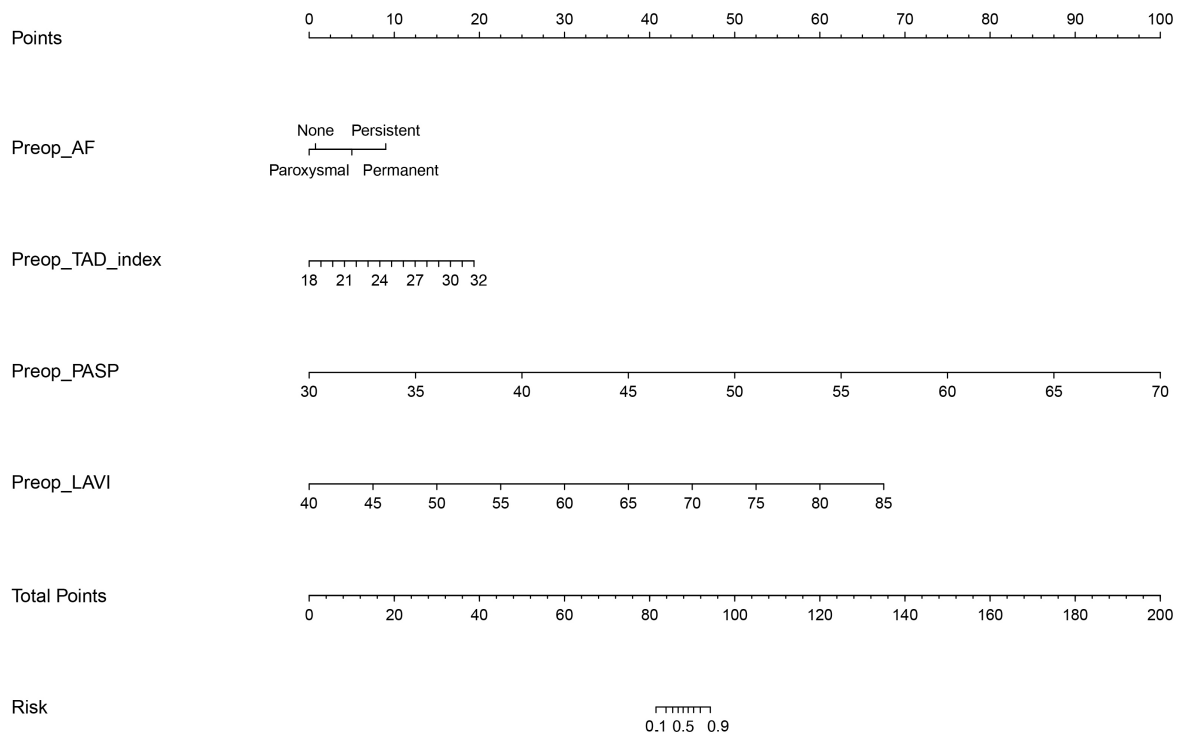 0 10 20 30 40 50 60 70 80 90 100
Points
None Persistent
Preop_AF
Paroxysmal Permanent
Preop_TAD_index
18 21 24 27 30 32
Preop_PASP
30 35 40 45 50 55 60 65 70
Preop_LAVI
40 45 50 55 60 65 70 75 80 85
Total Points
0 20 40 60 80 100 120 140 160 180 200
Risk
0.1 0.5 0.9